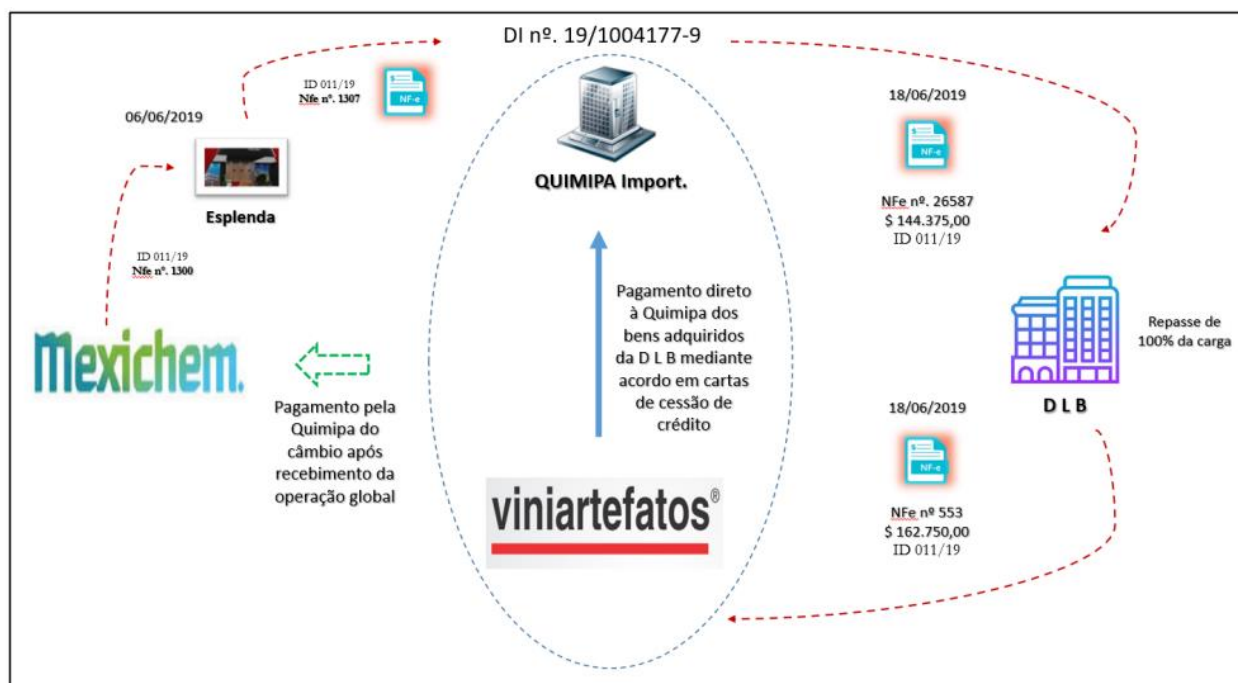 DI nº. 19/1004177-9
ID 011/19
Nfe nº. 1307
NF-e
06/06/2019
Esplenda
ID 011/19
Nfe nº. 1300
Mexichem.
Pagamento pela
Quimipa do
câmbio após
recebimento da
operação global
QUIMIPA Import.
Pagamento direto
à Quimipa dos
bens adquiridos
da D L B mediante
acordo em cartas
de cessão de
crédito
viniartefatos®
18/06/2019
NF-e
NFe nº. 26587
$ 144.375,00
ID 011/19
D L B
Repasse de
100% da carga
18/06/2019
NF-e
NFe nº 553
$ 162.750,00
ID 011/19